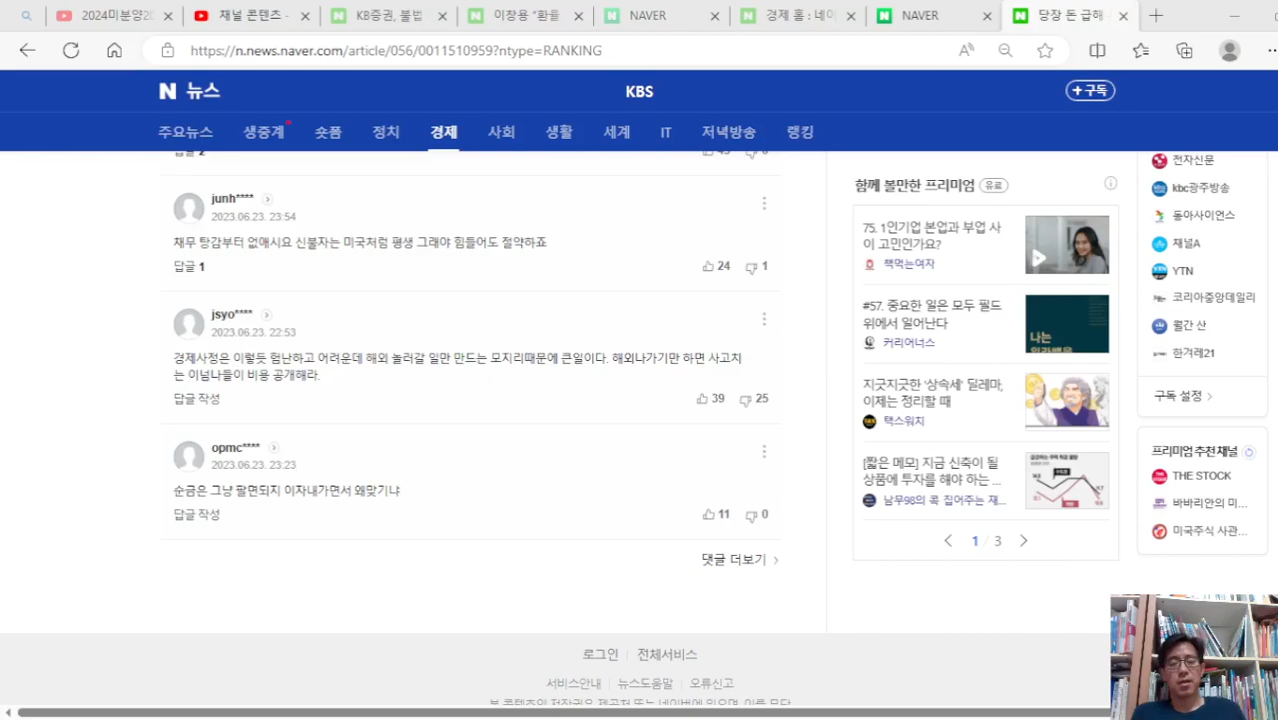 2024미분양20
채널 콘텐츠 -
KB증권, 불법
이창용 "환율
NAVER
경제 홈 : 네이
NAVER
당장 돈 급해
https://n.news.naver.com/article/056/0011510959?ntype=RANKING
N 뉴스
KBS
+ 구독
주요뉴스 생중계 숏폼 정치 경제 사회 생활 세계 IT 저녁방송 랭킹
답글 2
junh****
2023.06.23. 23:54
채무 탕감부터 없애시요 신불자는 미국처럼 평생 그래야 힘들어도 절약하죠
답글 1
24 1
jsyo****
2023.06.23. 22:53
경제사정은 이렇듯 험난하고 어려운데 해외 놀러갈 일만 만드는 모지리때문에 큰일이다. 해외나가기만 하면 사고치
는 이넘나들이 비용 공개해라.
답글 작성
39 25
opmc****
2023.06.23. 23:23
순금은 그냥 팔면되지 이자내가면서 왜맞기냐
답글 작성
11 0
댓글 더보기
함께 볼만한 프리미엄 유료
75. 1인기업 본업과 부업 사
이 고민인가요?
책먹는여자
#57. 중요한 일은 모두 필드
위에서 일어난다
커리어너스
나는
지긋지긋한 '상속세' 딜레마,
이제는 정리할 때
택스워치
[짧은 메모] 지금 신축이 될
상품에 투자를 해야 하는 ...
남무98의 콕 집어주는 재...
1 / 3
전자신문
kbc광주방송
동아사이언스
채널A
YTN
코리아중앙데일리
월간 산
한겨레21
구독 설정
프리미엄 추천 채널
THE STOCK
바바리안의 미...
미국주식 사관...
로그인 전체서비스
서비스안내 뉴스도움말 오류신고